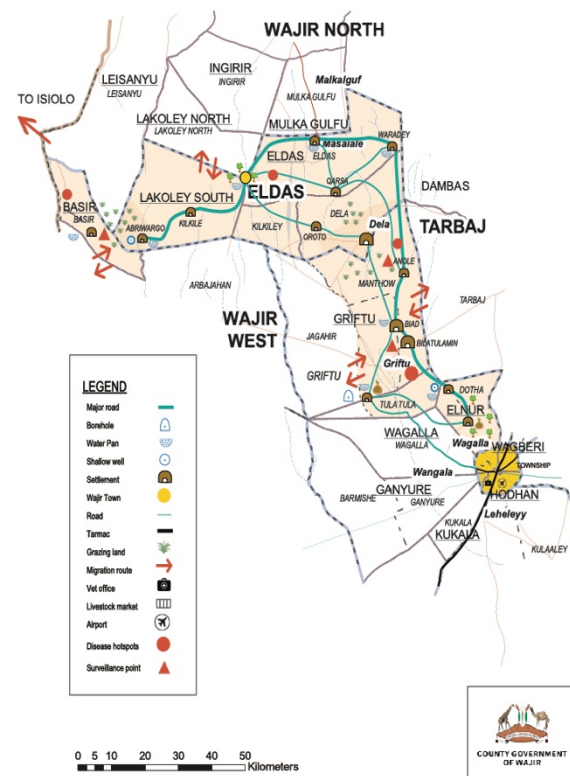 WAJIR NORTH
INGIRIR
INGIRIR
LEISANYU
LEISANYU
Malkalguf
MULKA GULFU
TO ISIOLO
LAKOLEY NORTH
LAKOLEY NORTH
MULKA GULFU
Masalale
WARADEY
ELDAS
ELDAS
QARSA
ELDAS
LAKOLEY SOUTH
DAMBAS
BASIR
BASIR
ABRIWARGO
KILKILE
KILKILEY
OROTO
DELA
Dela
TARBAJ
ANOLE
MANTHOW
ARBAJAHAN
WAJIR
WEST
GRIFTU
TARBAJ
BIAD
JAGAHIR
BILATULAMIN
Griftu
GRIFTU
TULA TULA
DOTHA
ELNUR
WAGALLA
WAGALLA
Wagalla
WAGBERI
TOWNSHIP
Wangala
HODHAN
BARMISHE
GANYURE
GANYURE
Leheleyy
KUKALA
KUKALA
KULAALEY
LEGEND
Major road
Borehole
Water Pan
Shallow well
Settlement
Wajir Town
Road
Tarmac
Grazing land
Migration route
Vet office
Livestock market
Airport
Disease hotspots
Surveillance point
0 5 10 20 30 40 50
Kilometers
COUNTY GOVERNMENT
OF WAJIR